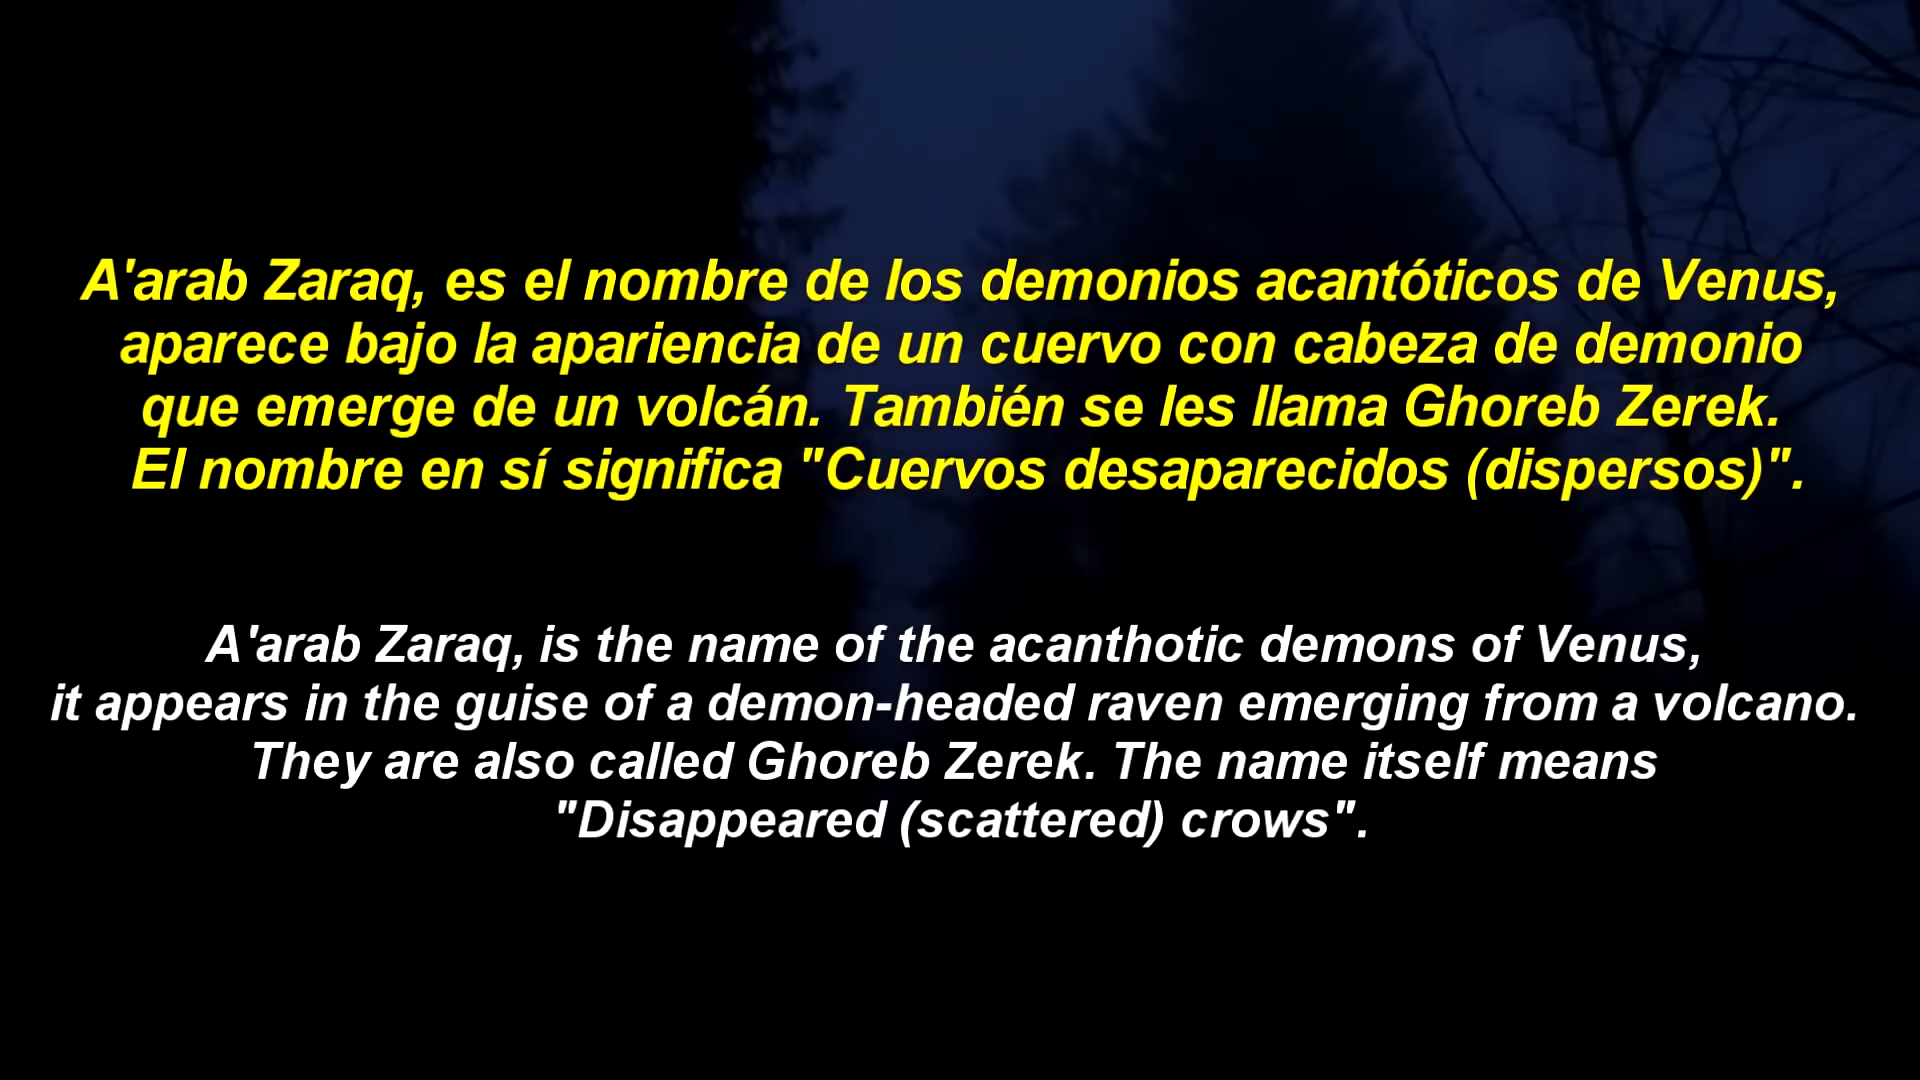 A'arab Zaraq, es el nombre de los demonios acantóticos de Venus,
aparece bajo la apariencia de un cuervo con cabeza de demonio
que emerge de un volcán. También se les llama Ghoreb Zerek.
El nombre en sí significa "Cuervos desaparecidos (dispersos)".
A'arab Zaraq, is the name of the acanthotic demons of Venus,
it appears in the guise of a demon-headed raven emerging from a volcano.
They are also called Ghoreb Zerek. The name itself means
"Disappeared (scattered) crows".